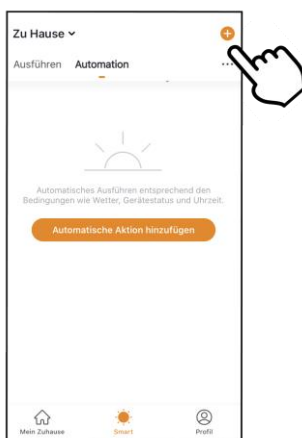 Zu Hause
Ausführen Automation ...
Automatisches Ausführen entsprechend den
Bedingungen wie Wetter, Gerätestatus und Uhrzeit.
Automatische Aktion hinzufügen
Mein Zuhause Smart Profil